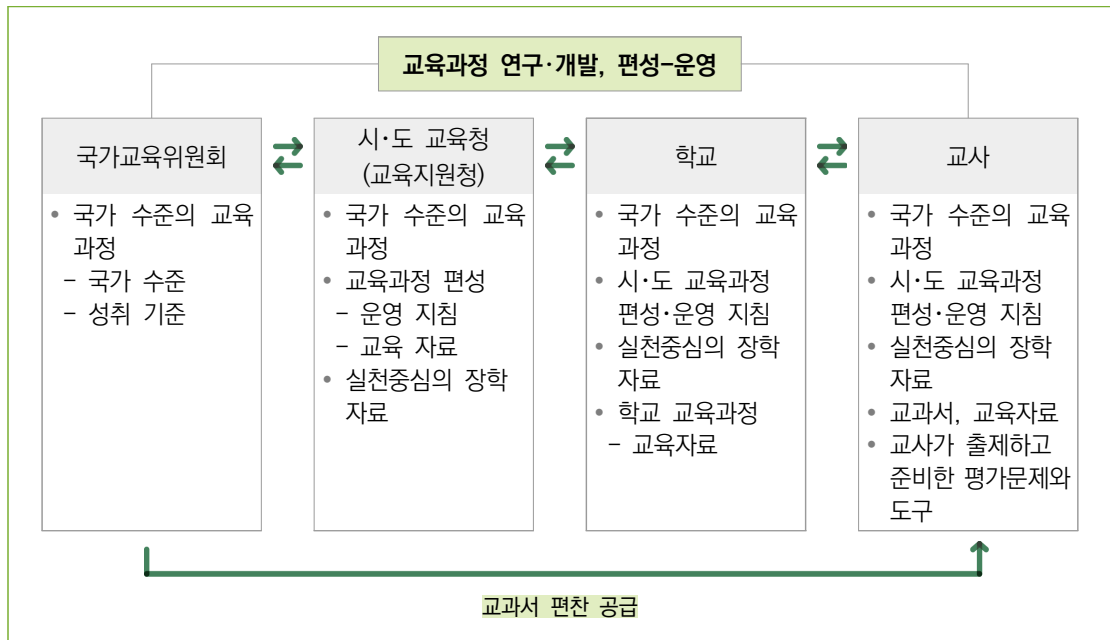 교육과정 연구·개발, 편성-운영
국가교육위원회
• 국가 수준의 교육
과정
- 국가 수준
- 성취 기준
시·도 교육청
(교육지원청)
• 국가 수준의 교육
과정
• 교육과정 편성
- 운영 지침
- 교육 자료
• 실천중심의 장학
자료
학교
• 국가 수준의 교육
과정
• 시·도 교육과정
편성·운영 지침
• 실천중심의 장학
자료
• 학교 교육과정
- 교육자료
교사
• 국가 수준의 교육
과정
• 시·도 교육과정
편성·운영 지침
• 실천중심의 장학
자료
• 교과서, 교육자료
• 교사가 출제하고
준비한 평가문제와
도구
교과서 편찬 공급